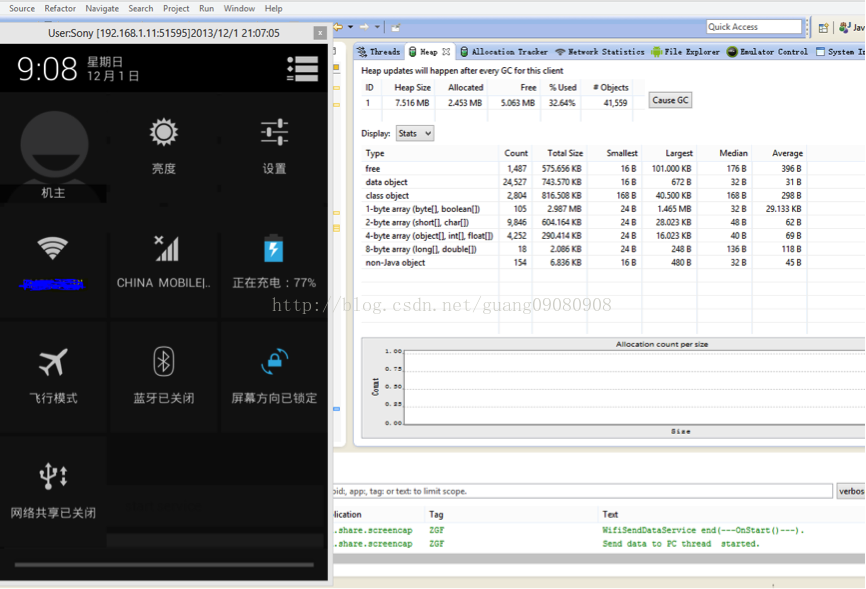 Source Refactor Navigate Search Project Run Window Help
User:Sony [192.168.1.11:51595]2013/12/1 21:07:05 x
9:08 星期日
12月1日
机主
亮度
设置
CHINA MOBILE|..
正在充电：77%
飞行模式
蓝牙已关闭
屏幕方向已锁定
网络共享已关闭
Quick Access
Jav
Threads Heap Allocation Tracker Network Statistics File Explorer Emulator Control System In
Heap updates will happen after every GC for this client
ID Heap Size Allocated Free % Used # Objects
1 7.516 MB 2.453 MB 5.063 MB 32.64% 41,559
Cause GC
Display: Stats
Type Count Total Size Smallest Largest Median Average
free 1,487 575.656 KB 16 B 101.000 KB 176 B 396 B
data object 24,527 743.570 KB 16 B 672 B 32 B 31 B
class object 2,804 816.508 KB 168 B 40.500 KB 168 B 298 B
1-byte array (byte[], boolean[]) 105 2.987 MB 24 B 1.465 MB 32 B 29.133 KB
2-byte array (short[], char[]) 9,846 604.164 KB 24 B 28.023 KB 48 B 62 B
4-byte array (object[], int[], float[]) 4,252 290.414 KB 24 B 16.023 KB 40 B 69 B
8-byte array (long[], double[]) 18 2.086 KB 24 B 248 B 136 B 118 B
non-Java object 154 6.836 KB 16 B 480 B 32 B 45 B
http://blog.csdn.net/guang09080908
Allocation count per size
1.00
0.75
0.50
0.25
0.00
Count
Size
pid:, app:, tag: or text: to limit scope.
verbos
lication Tag Text
.share.screencap ZGF WifiSendDataService end(---OnStart()---).
.share.screencap ZGF Send data to PC thread started.